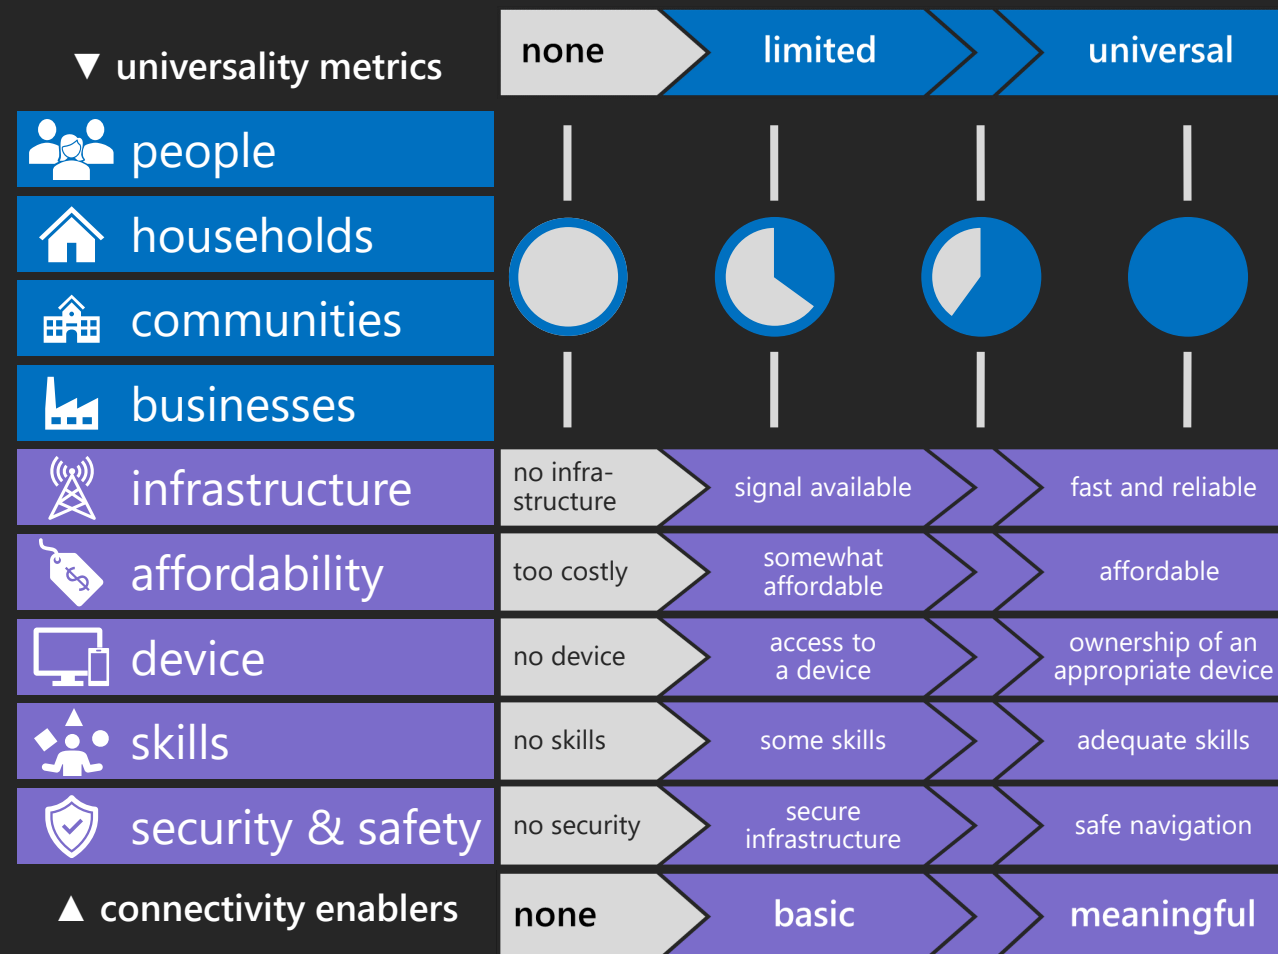 ▼ universality metrics
none
limited
universal
people
households
communities
businesses
infrastructure
no infra-
structure
signal available
fast and reliable
affordability
too costly
somewhat
affordable
affordable
device
no device
access to
a device
ownership of an
appropriate device
skills
no skills
some skills
adequate skills
security & safety
no security
secure
infrastructure
safe navigation
▲ connectivity enablers
none
basic
meaningful